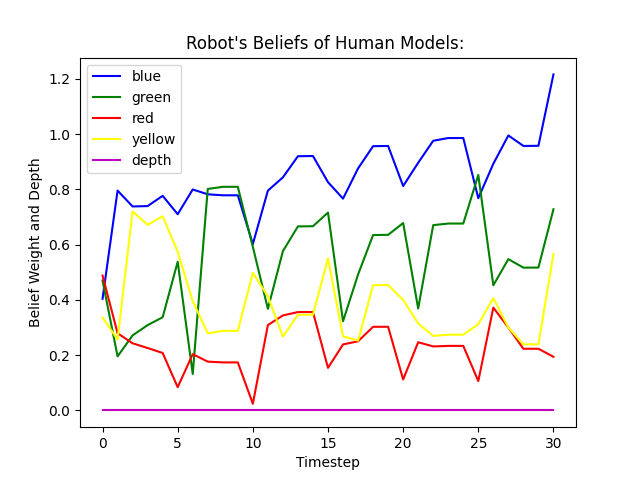 Robot's Beliefs of Human Models:
blue
green
red
yellow
depth
Belief Weight and Depth
1.2
1.0
0.8
0.6
0.4
0.2
0.0
0 5 10 15 20 25 30
Timestep